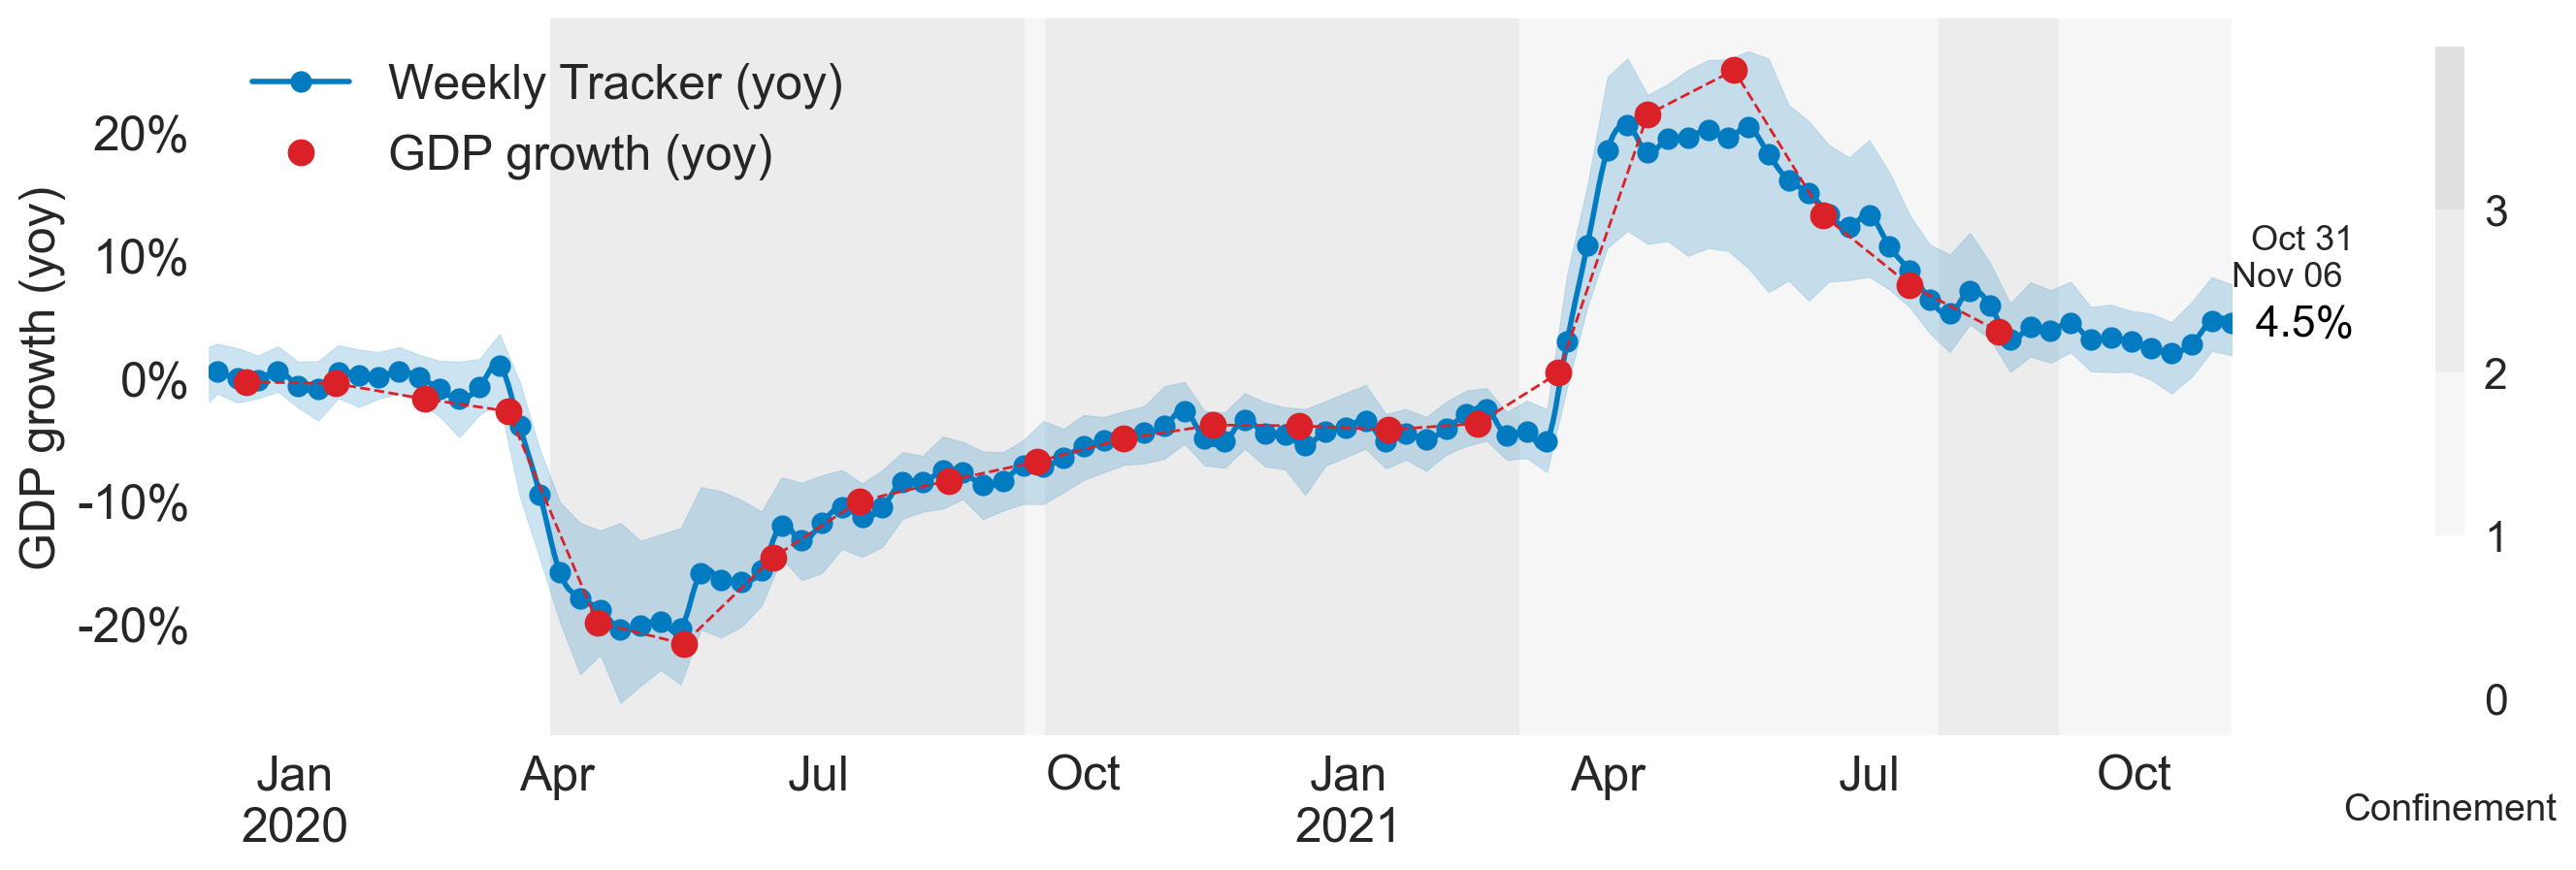 Weekly Tracker (yoy)
GDP growth (yoy)
GDP growth (yoy)
20%
10%
0%
-10%
-20%
Jan
2020
Apr
Jul
Oct
Jan
2021
Apr
Jul
Oct
Oct 31
Nov 06
4.5%
3
2
1
0
Confinement